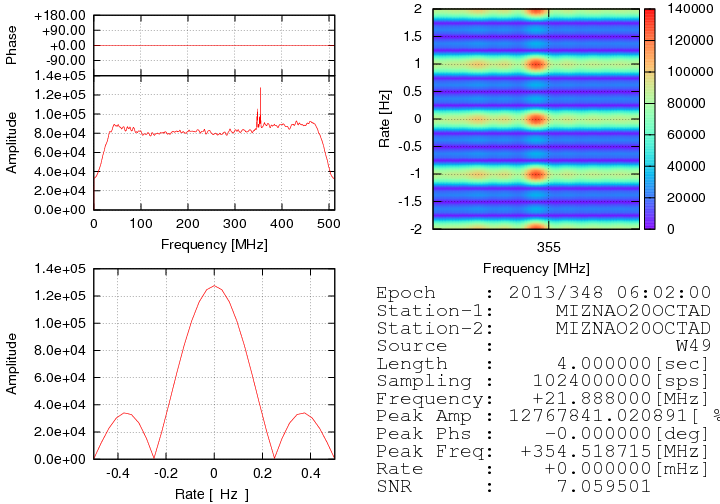 Phase
+180.00
+90.00
+0.00
-90.00
1.4e+05
1.2e+05
1.0e+05
8.0e+04
6.0e+04
4.0e+04
2.0e+04
0.0e+00
Amplitude
0 100 200 300 400 500
Frequency [MHz]
2
1.5
1
0.5
0
-0.5
-1
-1.5
-2
Rate [Hz]
355
Frequency [MHz]
140000
120000
100000
80000
60000
40000
20000
0
1.4e+05
1.2e+05
1.0e+05
8.0e+04
6.0e+04
4.0e+04
2.0e+04
0.0e+00
Amplitude
-0.4 -0.2 0 0.2 0.4
Rate [ Hz ]
Epoch : 2013/348 06:02:00
Station-1: MIZNAO20OCTAD
Station-2: MIZNAO20OCTAD
Source : W49
Length : 4.000000[sec]
Sampling : 1024000000[sps]
Frequency: +21.888000[MHz]
Peak Amp : 12767841.020891[ %
Peak Phs : -0.000000[deg]
Peak Freq: +354.518715[MHz]
Rate : +0.000000[mHz]
SNR : 7.059501